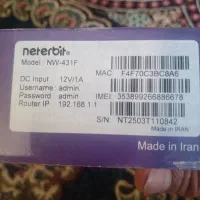 neterbit
Model: NW-431F
DC Input 12V/1A
Username admin
Password admin
Router IP 192.168.1.1
MAC: F4F70C3BC8A6
IMEI: 353899266886678
S/N: NT2503T110842
Made in IRAN
Made in Iran